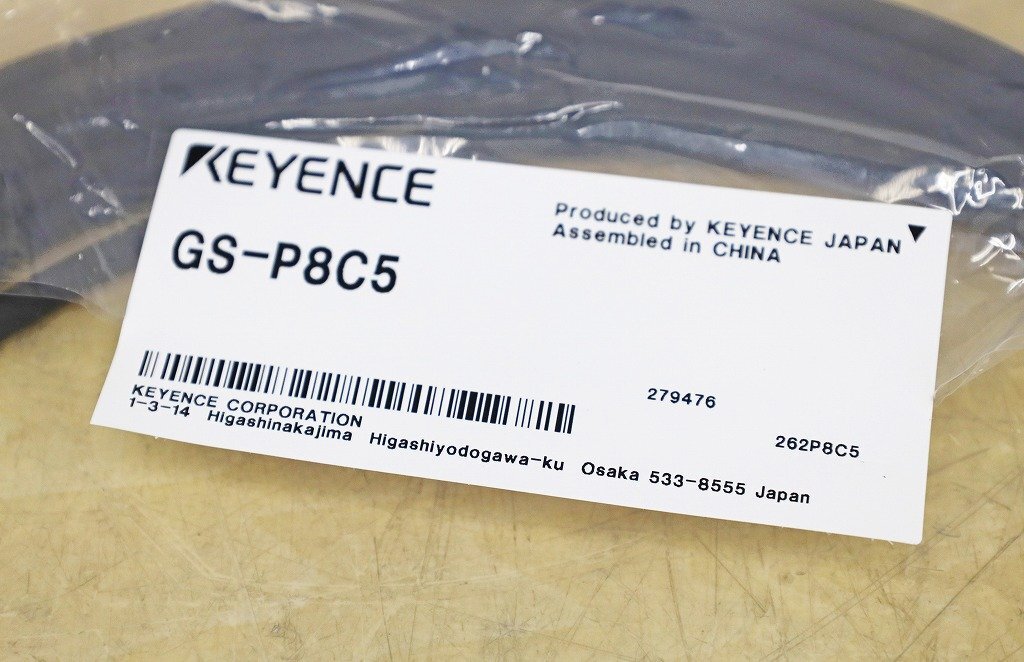 KEYENCE
GS-P8C5
Produced by KEYENCE JAPAN
Assembled in CHINA
279476
262P8C5
KEYENCE CORPORATION
1-3-14 Higashinakajima Higashiyodogawa-ku Osaka 533-8555 Japan